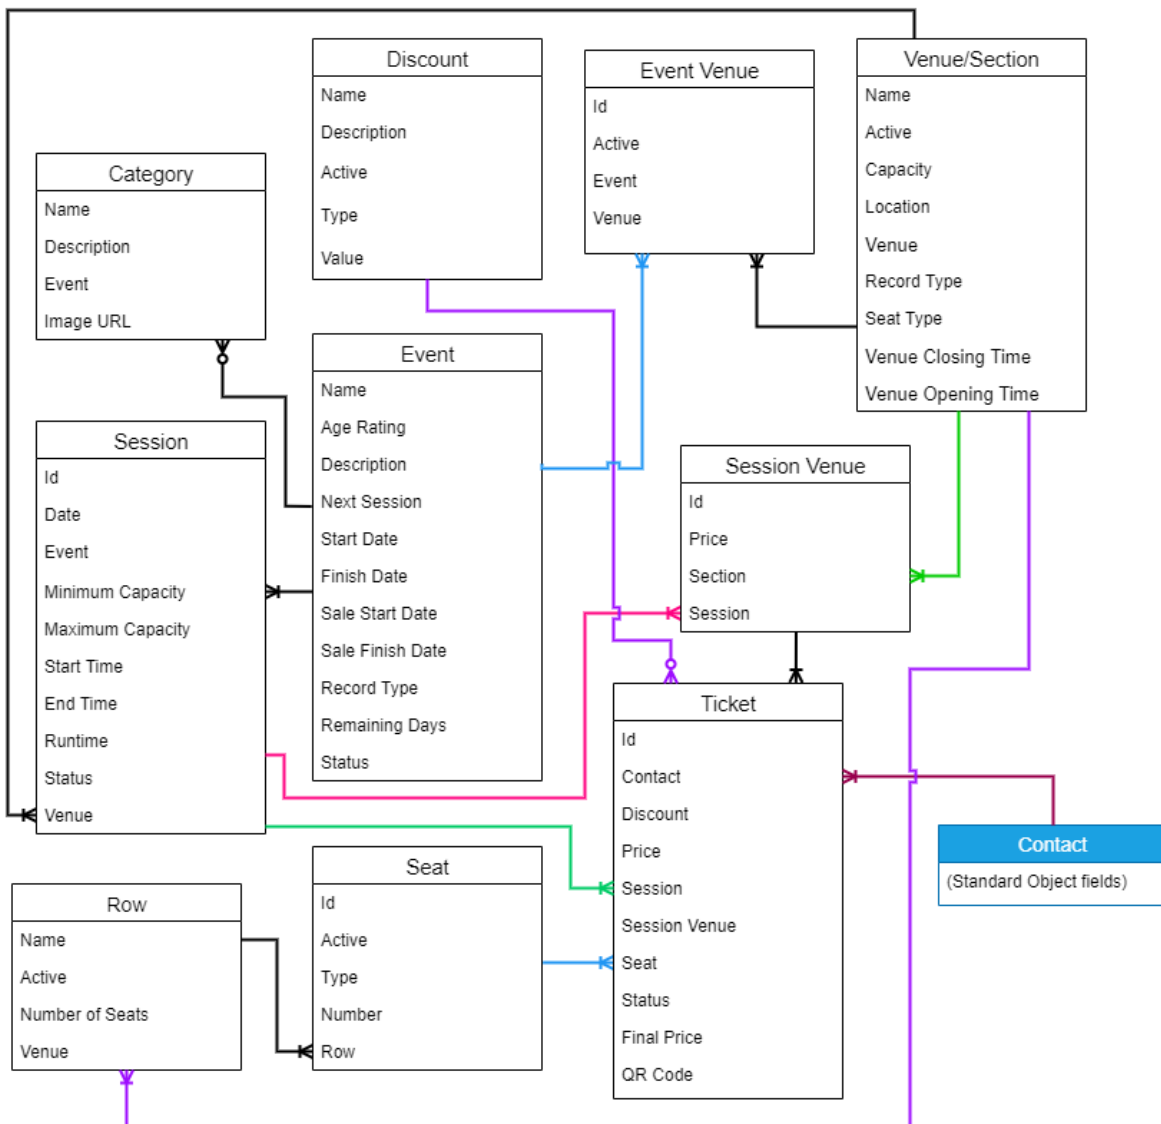 Discount
Name
Description
Active
Type
Value
Event Venue
Id
Active
Event
Venue
Venue/Section
Name
Active
Capacity
Location
Venue
Record Type
Seat Type
Venue Closing Time
Venue Opening Time
Category
Name
Description
Event
Image URL
Event
Name
Age Rating
Description
Next Session
Start Date
Finish Date
Sale Start Date
Sale Finish Date
Record Type
Remaining Days
Status
Session
Id
Date
Event
Minimum Capacity
Maximum Capacity
Start Time
End Time
Runtime
Status
Venue
Session Venue
Id
Price
Section
Session
Ticket
Id
Contact
Discount
Price
Session
Session Venue
Seat
Status
Final Price
QR Code
Contact
(Standard Object fields)
Seat
Id
Active
Type
Number
Row
Row
Name
Active
Number of Seats
Venue